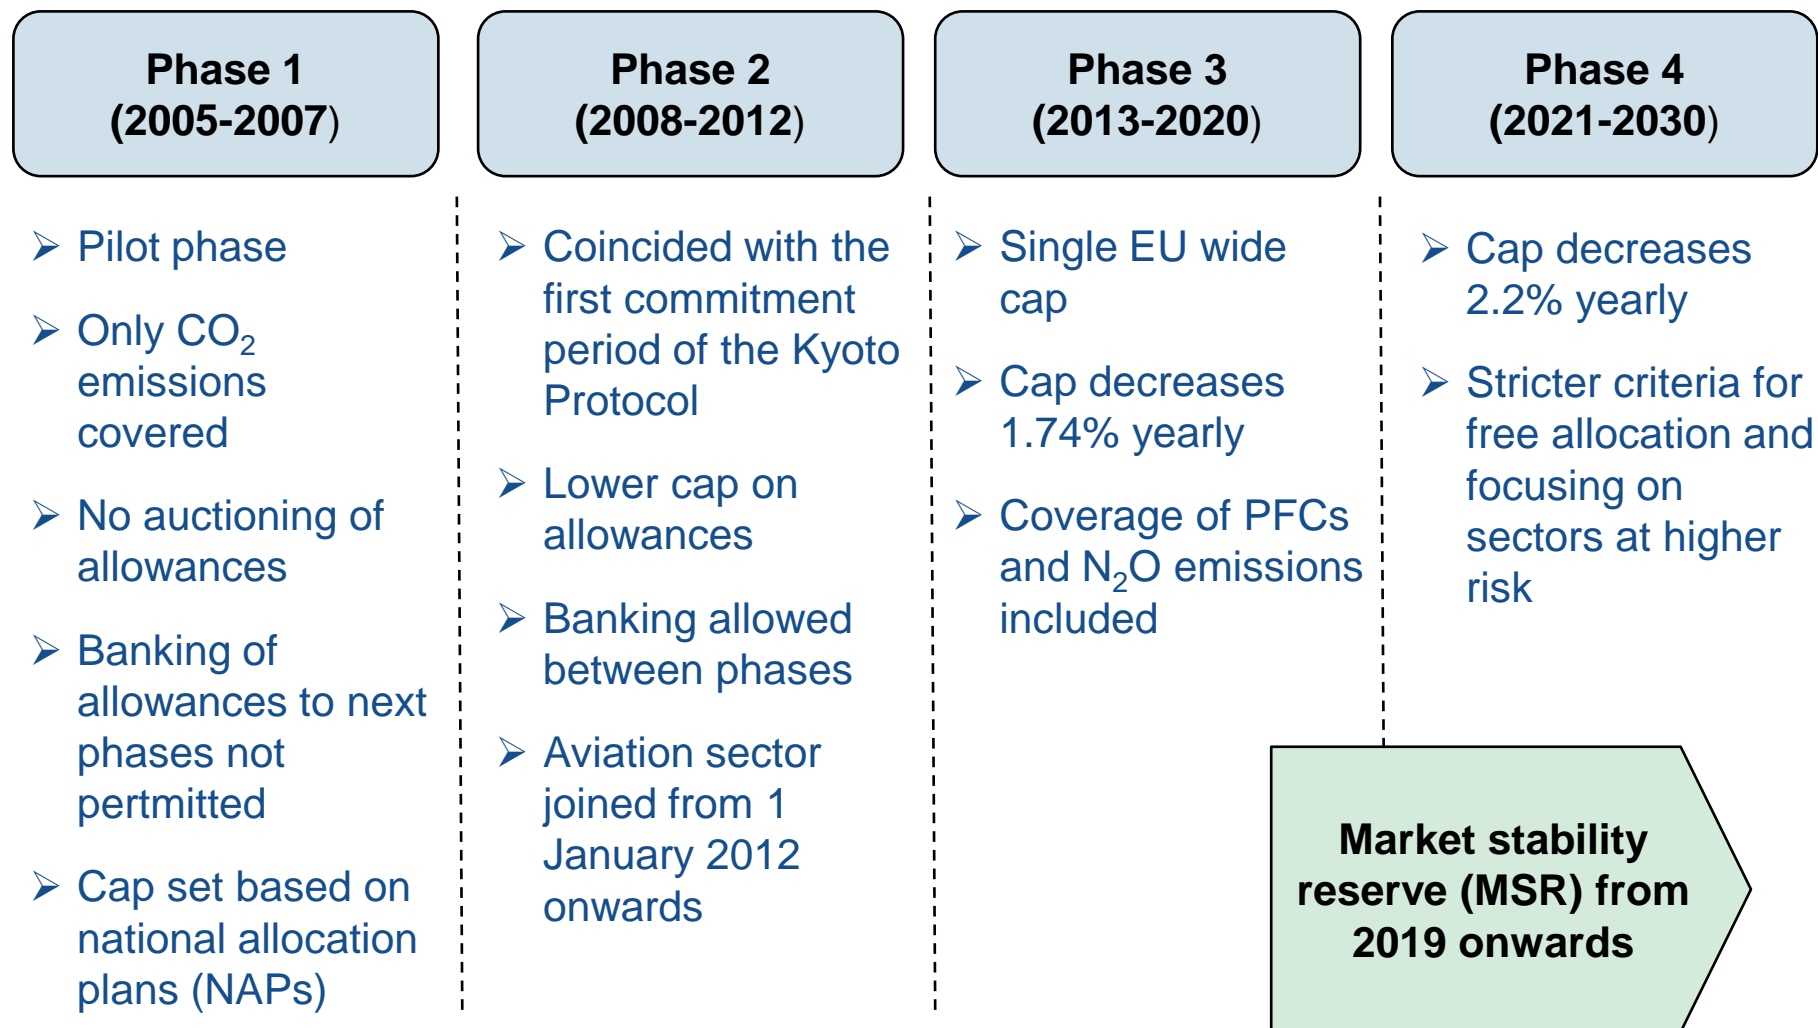 Phase 1
(2005-2007)
➢ Pilot phase
➢ Only CO₂
emissions
covered
➢ No auctioning of
allowances
➢ Banking of
allowances to next
phases not
pertmitted
➢ Cap set based on
national allocation
plans (NAPs)
Phase 2
(2008-2012)
➢ Coincided with the
first commitment
period of the Kyoto
Protocol
➢ Lower cap on
allowances
➢ Banking allowed
between phases
➢ Aviation sector
joined from 1
January 2012
onwards
Phase 3
(2013-2020)
➢ Single EU wide
cap
➢ Cap decreases
1.74% yearly
➢ Coverage of PFCs
and N₂O emissions
included
Phase 4
(2021-2030)
➢ Cap decreases
2.2% yearly
➢ Stricter criteria for
free allocation and
focusing on
sectors at higher
risk
Market stability
reserve (MSR) from
2019 onwards